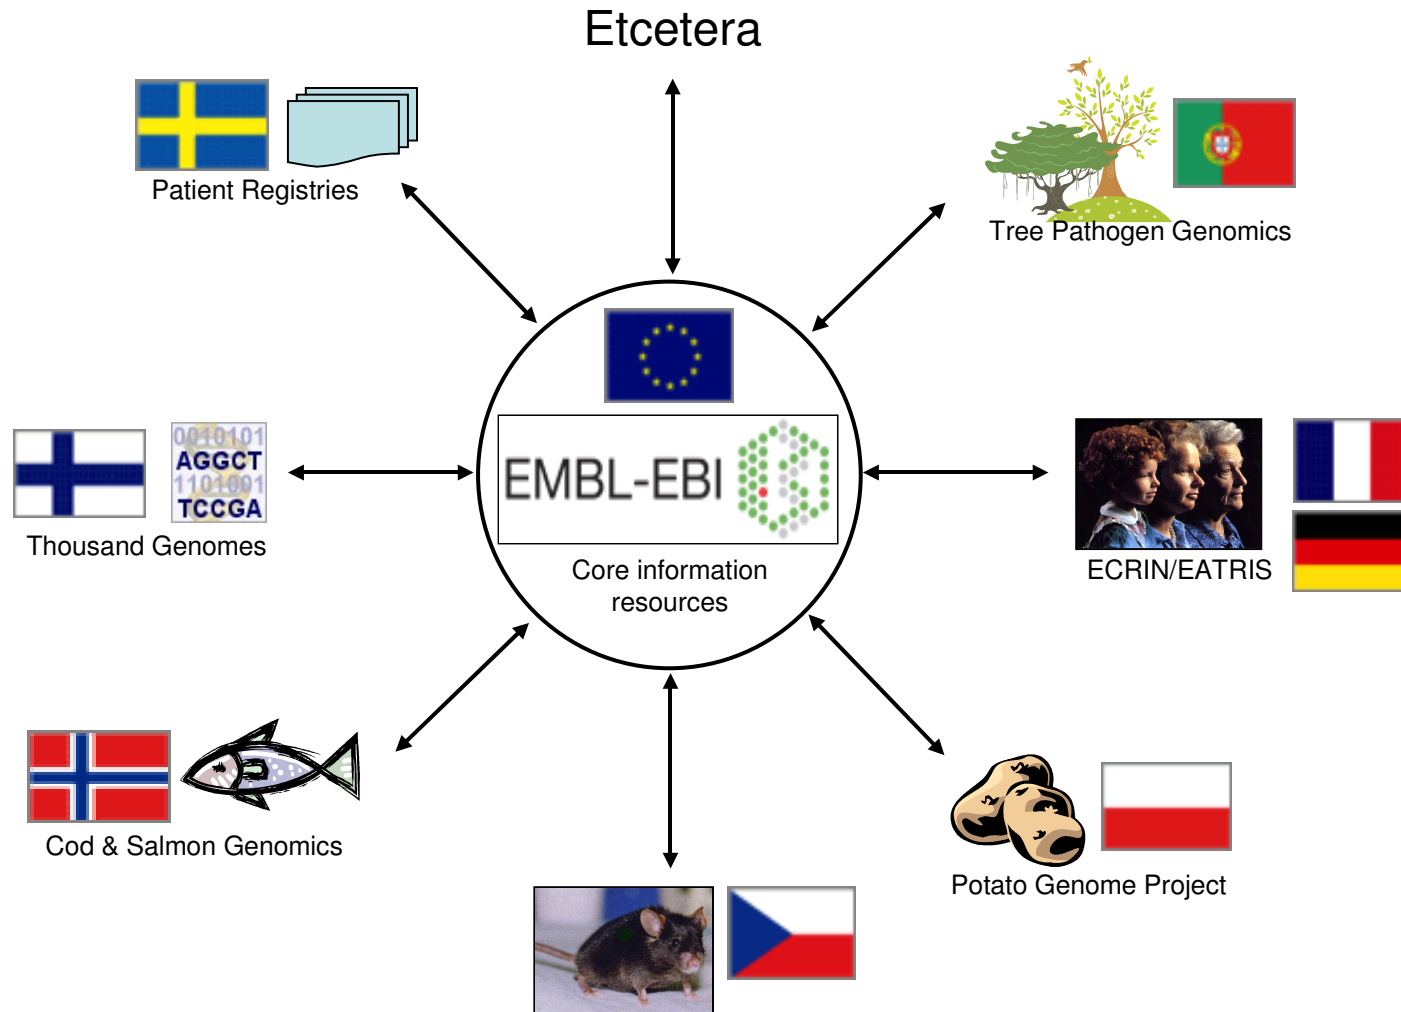 Etcetera
Patient Registries
Tree Pathogen Genomics
0010101
AGGCT
1101001
TCCGA
Thousand Genomes
EMBL-EBI
Core information
resources
ECRIN/EATRIS
Cod & Salmon Genomics
Potato Genome Project